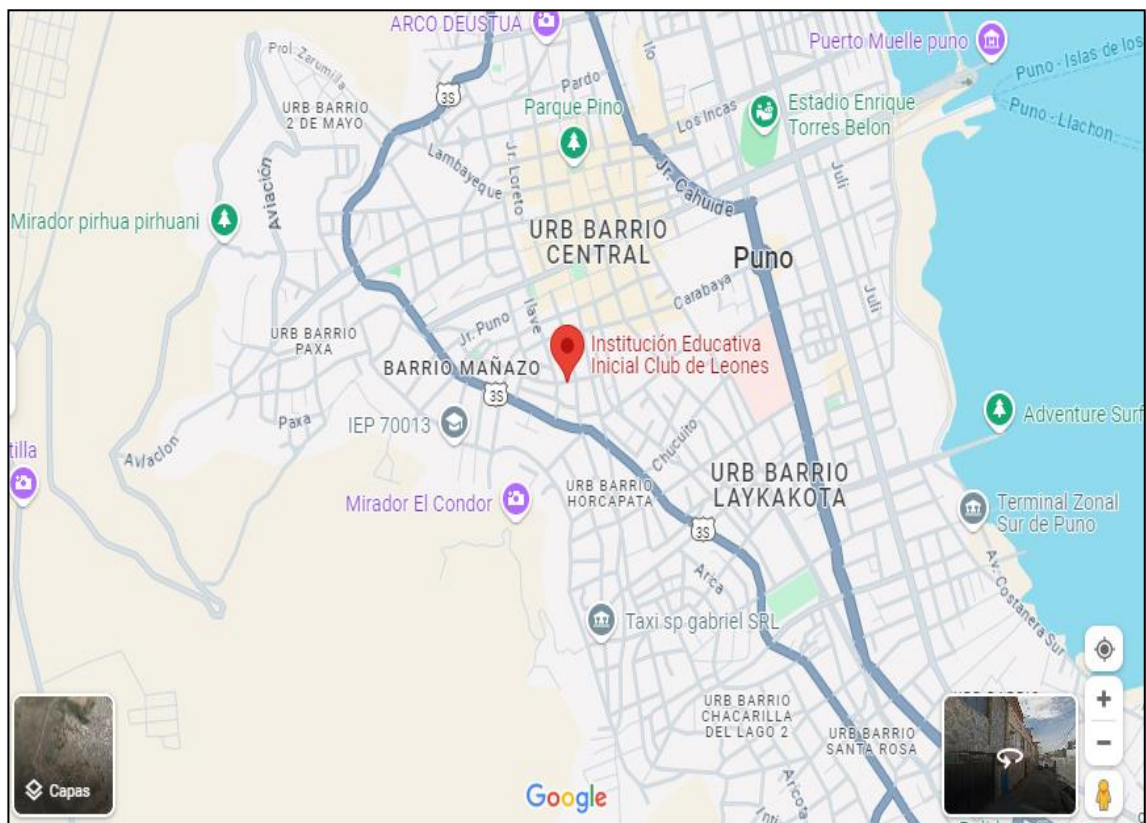 ARCO DEUSTUA
Puerto Muelle puno
Puno - Islas de los
Puno - Llachon
Prol. Zarumilla
Pardo
Ilo
3S
URB BARRIO
2 DE MAYO
Parque Pino
Los Incas
Estadio Enrique
Torres Belon
Lambayeque
Jr. Loreto
Jr. Cahuide
Juli
Aviación
Mirador pirhua pirhuani
URB BARRIO
CENTRAL
Puno
Carabaya
Juli
Ilave
Jr. Puno
URB BARRIO
PAXA
Institución Educativa
Inicial Club de Leones
BARRIO MAÑAZO
3S
Paxa
IEP 70013
Adventure Surf
Aviacion
tilla
Chucuito
URB BARRIO
LAYKAKOTA
URB BARRIO
HORCAPATA
Mirador El Condor
Terminal Zonal
Sur de Puno
3S
Arica
Av. Costanera Sur
Taxi sp gabriel SRL
URB BARRIO
CHACARILLA
DEL LAGO 2
URB BARRIO
SANTA ROSA
Capas
Google
Aricota